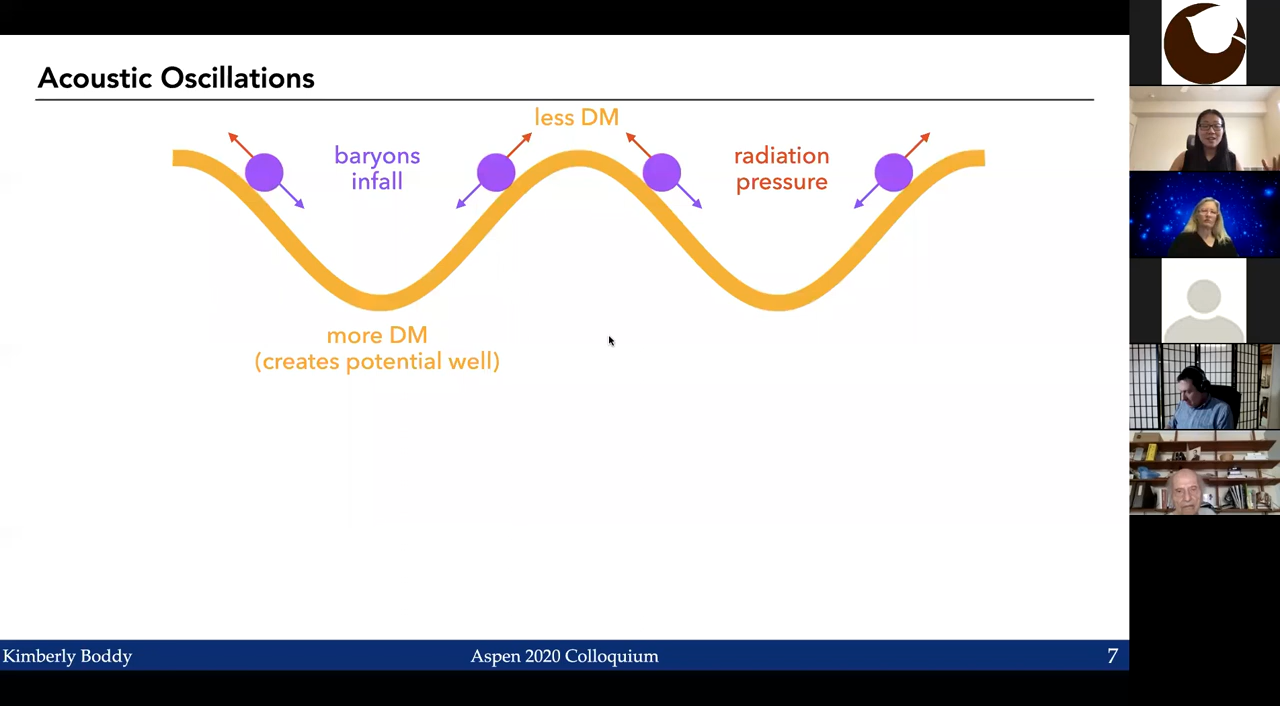 Acoustic Oscillations
less DM
baryons
infall
radiation
pressure
more DM
(creates potential well)
Kimberly Boddy
Aspen 2020 Colloquium
7